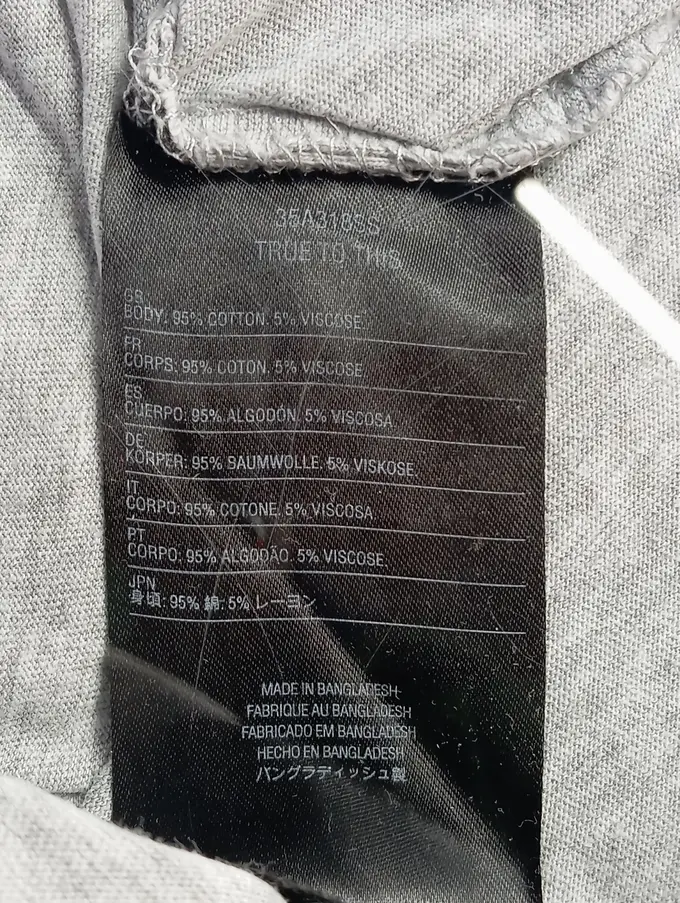 35A318SS
TRUE TO THIS
GB
BODY: 95% COTTON. 5% VISCOSE.
FR
CORPS: 95% COTON. 5% VISCOSE
ES
CUERPO: 95% ALGODÓN. 5% VISCOSA.
DE
KÖRPER: 95% BAUMWOLLE. 5% VISKOSE.
IT
CORPO: 95% COTONE. 5% VISCOSA
PT
CORPO: 95% ALGODÃO. 5% VISCOSE.
JPN
身頃: 95% 綿: 5% レーヨン
MADE IN BANGLADESH
FABRIQUE AU BANGLADESH
FABRICADO EM BANGLADESH
HECHO EN BANGLADESH
バングラディッシュ製